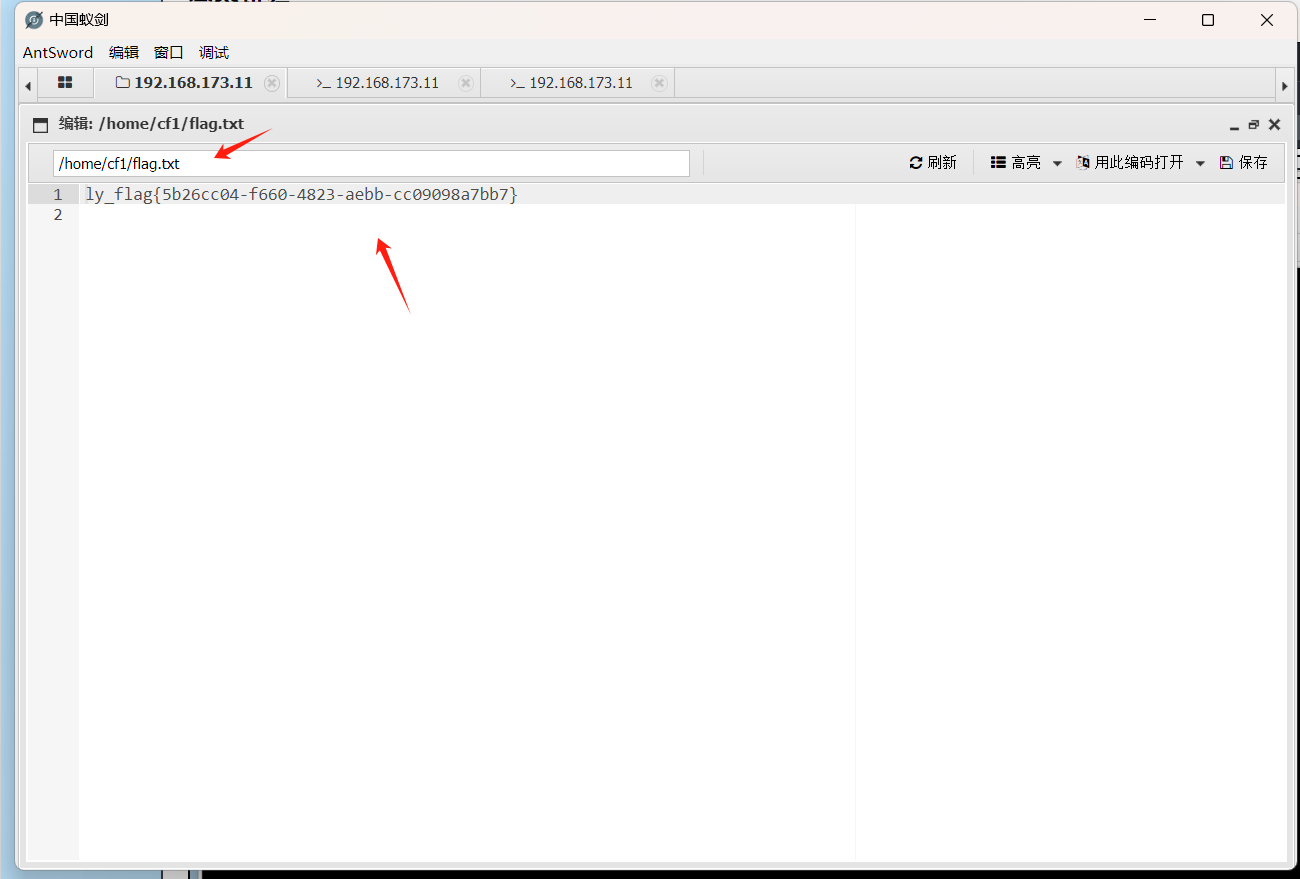 中国蚁剑
AntSword 编辑 窗口 调试
192.168.173.11 >_ 192.168.173.11 >_ 192.168.173.11
编辑: /home/cf1/flag.txt
/home/cf1/flag.txt 刷新 高亮 用此编码打开 保存
1 ly_flag{5b26cc04-f660-4823-aebb-cc09098a7bb7}
2